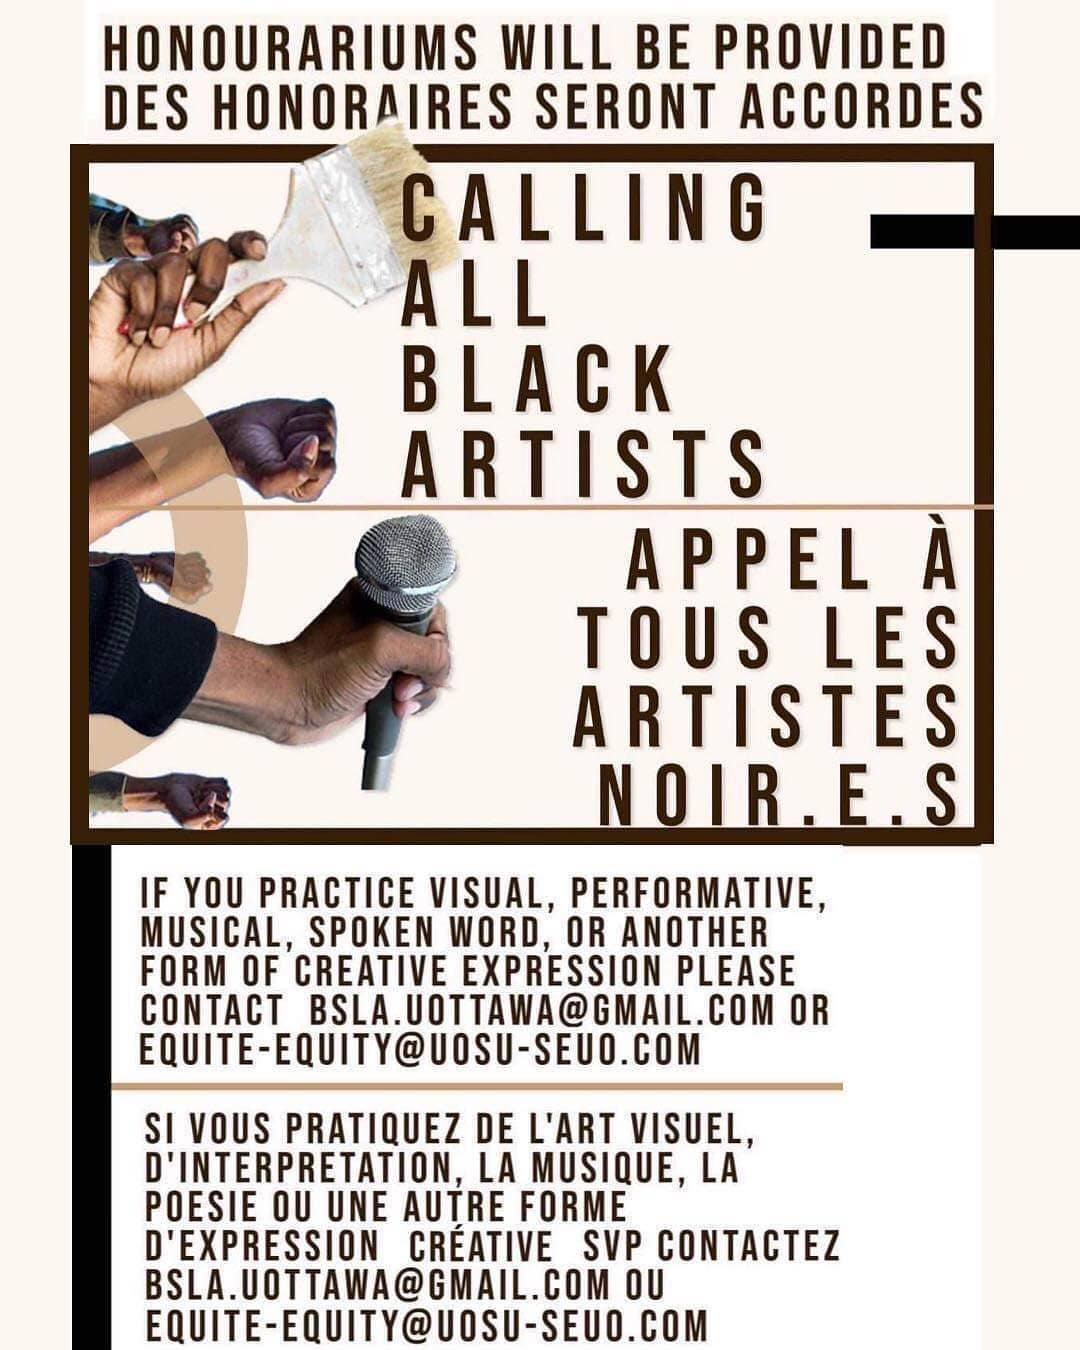 HONOURARIUMS WILL BE PROVIDED
DES HONORAIRES SERONT ACCORDES
CALLING
ALL
BLACK
ARTISTS
APPEL À
TOUS LES
ARTISTES
NOIR.E.S
IF YOU PRACTICE VISUAL, PERFORMATIVE,
MUSICAL, SPOKEN WORD, OR ANOTHER
FORM OF CREATIVE EXPRESSION PLEASE
CONTACT BSLA.UOTTAWA@GMAIL.COM OR
EQUITE-EQUITY@UOSU-SEUO.COM
SI VOUS PRATIQUEZ DE L'ART VISUEL,
D'INTERPRETATION, LA MUSIQUE, LA
POESIE OU UNE AUTRE FORME
D'EXPRESSION CRÉATIVE SVP CONTACTEZ
BSLA.UOTTAWA@GMAIL.COM OU
EQUITE-EQUITY@UOSU-SEUO.COM